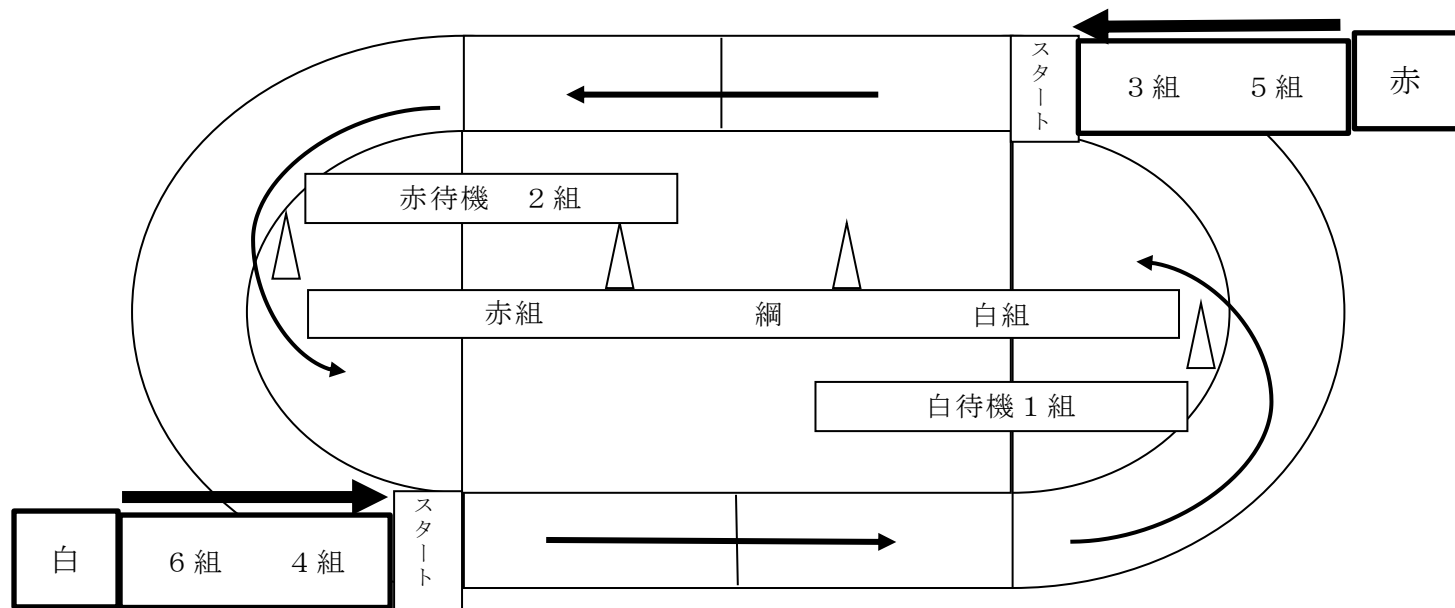 スタート
３組　５組
赤
赤待機　２組
赤組　綱　白組
白待機１組
スタート
白
６組　４組